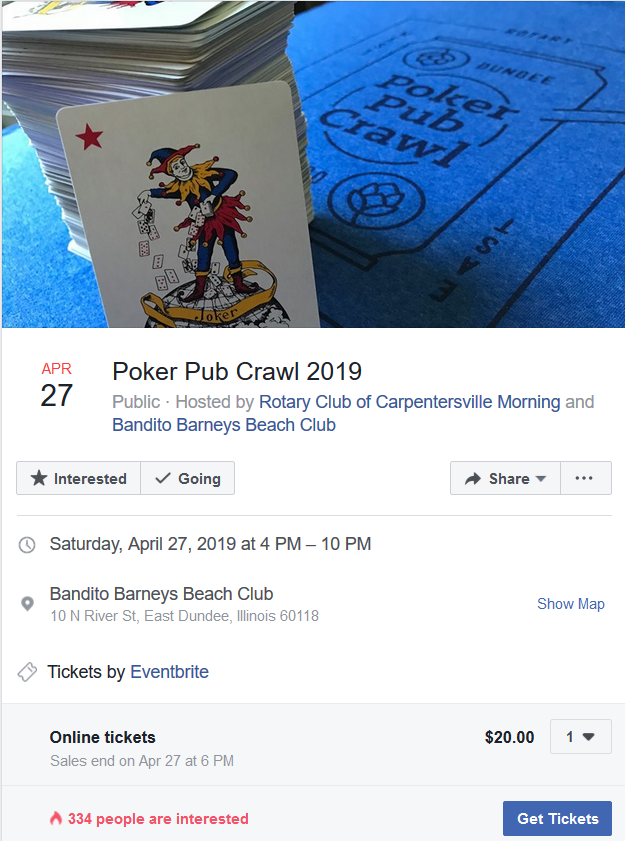 ROTARY
DUNDEE
Poker
Pub
Crawl
EAST
Joker
APR
27
Poker Pub Crawl 2019
Public · Hosted by Rotary Club of Carpentersville Morning and
Bandito Barneys Beach Club
Interested
Going
Share
Saturday, April 27, 2019 at 4 PM – 10 PM
Bandito Barneys Beach Club
10 N River St, East Dundee, Illinois 60118
Show Map
Tickets by Eventbrite
Online tickets
$20.00
1
Sales end on Apr 27 at 6 PM
334 people are interested
Get Tickets